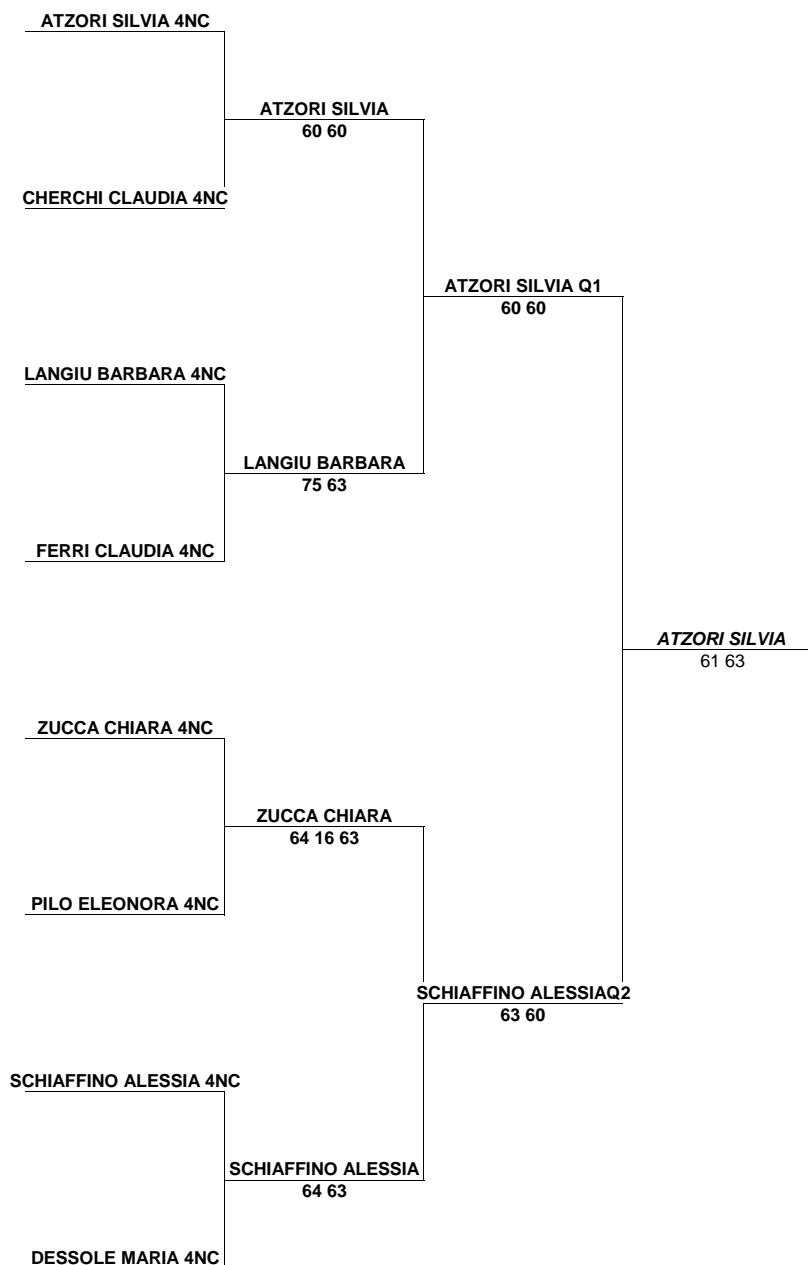 ATZORI SILVIA 4NC
ATZORI SILVIA
60 60
CHERCHI CLAUDIA 4NC
ATZORI SILVIA Q1
60 60
LANGIU BARBARA 4NC
LANGIU BARBARA
75 63
FERRI CLAUDIA 4NC
ATZORI SILVIA
61 63
ZUCCA CHIARA 4NC
ZUCCA CHIARA
64 16 63
PILO ELEONORA 4NC
SCHIAFFINO ALESSIAQ2
63 60
SCHIAFFINO ALESSIA 4NC
SCHIAFFINO ALESSIA
64 63
DESSOLE MARIA 4NC